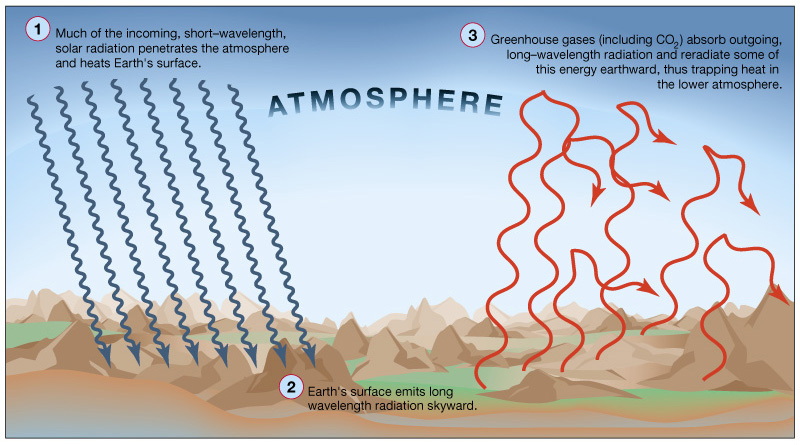 1
Much of the incoming, short–wavelength,
solar radiation penetrates the atmosphere
and heats Earth's surface.
ATMOSPHERE
3
Greenhouse gases (including CO₂) absorb outgoing,
long–wavelength radiation and reradiate some of
this energy earthward, thus trapping heat in
the lower atmosphere.
2
Earth's surface emits long
wavelength radiation skyward.